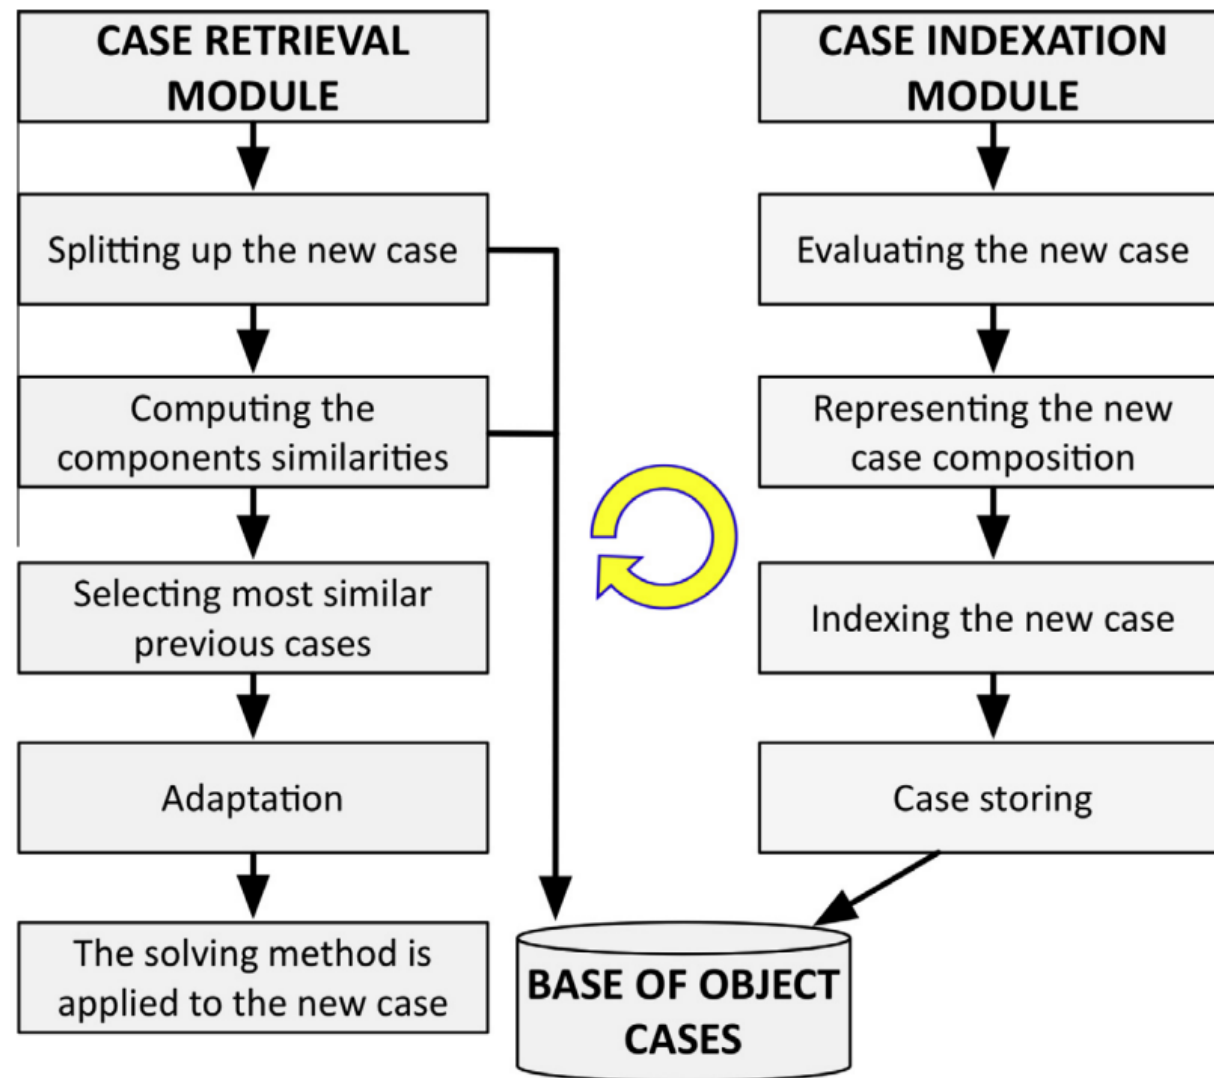 CASE RETRIEVAL
MODULE
Splitting up the new case
Computing the
components similarities
Selecting most similar
previous cases
Adaptation
The solving method is
applied to the new case
CASE INDEXATION
MODULE
Evaluating the new case
Representing the new
case composition
Indexing the new case
Case storing
BASE OF OBJECT
CASES